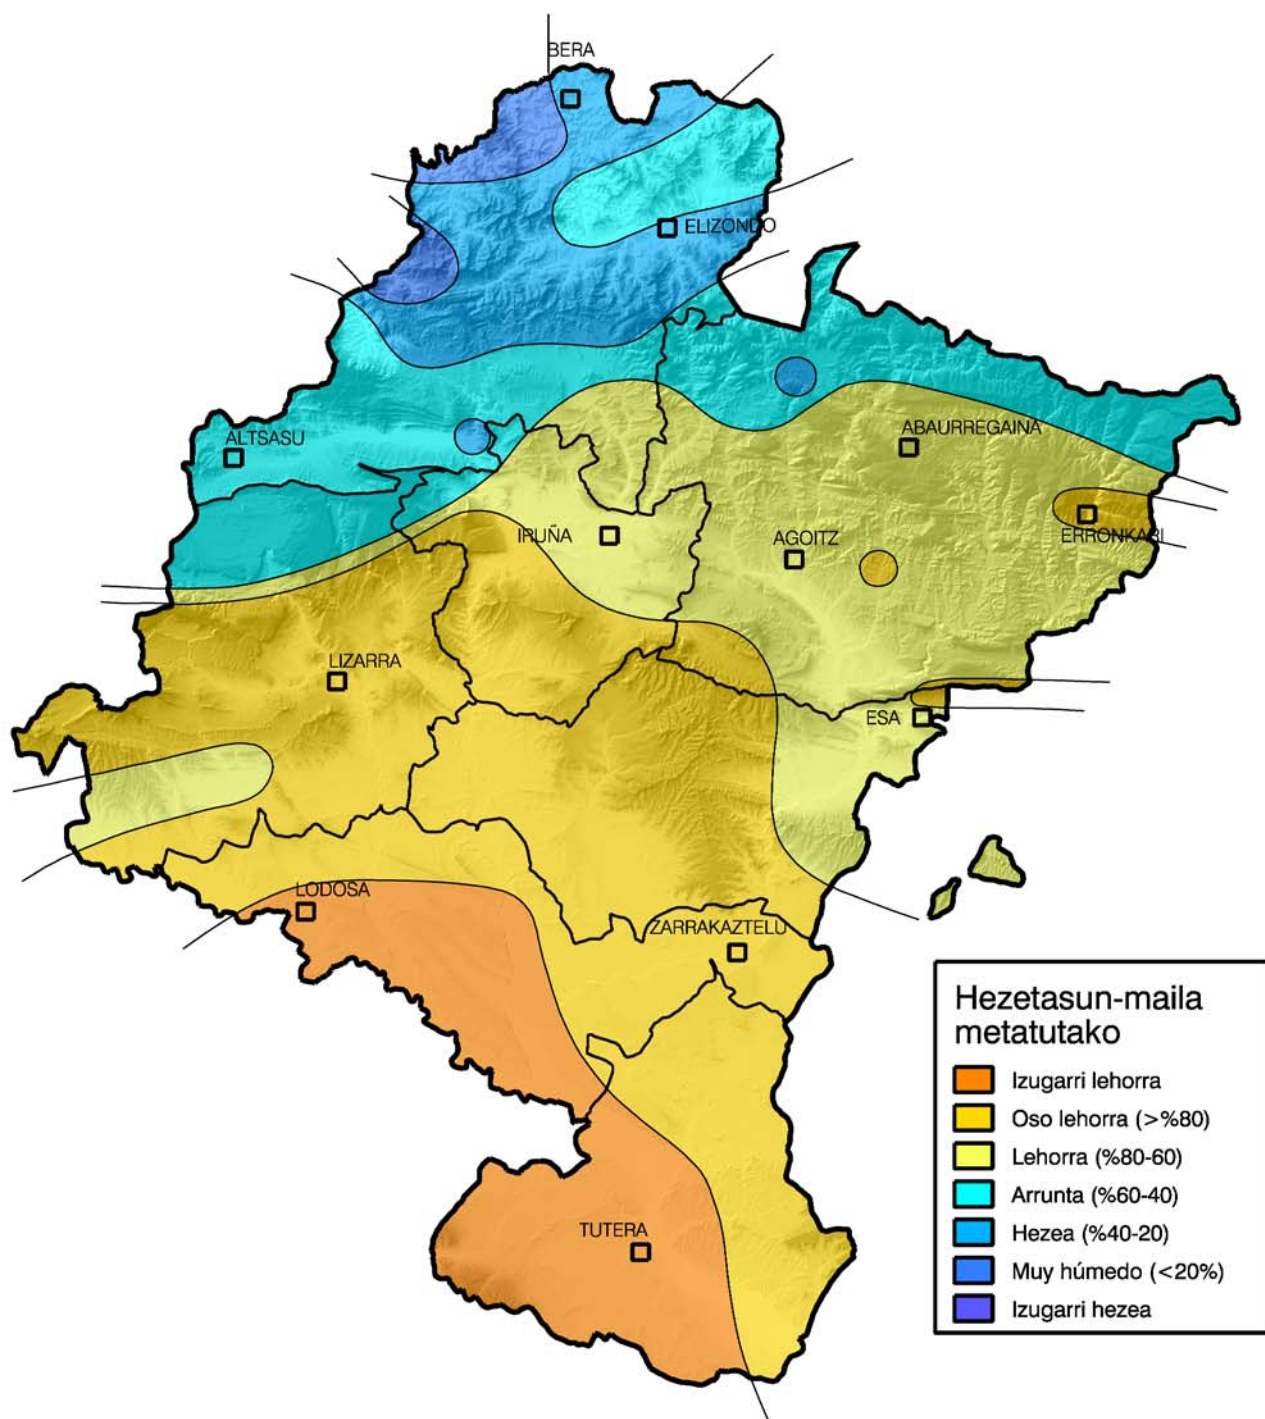 BERA
ELIZONDO
ALTSASU
ABAURREGAINA
IRUÑA
AGOITZ
ERRONKARI
LIZARRA
ESA
LODOSA
ZARRAKAZTELU
TUTERA
Hezetasun-maila
metatutako
Izugarri lehorra
Oso lehorra (>%80)
Lehorra (%80-60)
Arrunta (%60-40)
Hezea (%40-20)
Muy húmedo (<20%)
Izugarri hezea